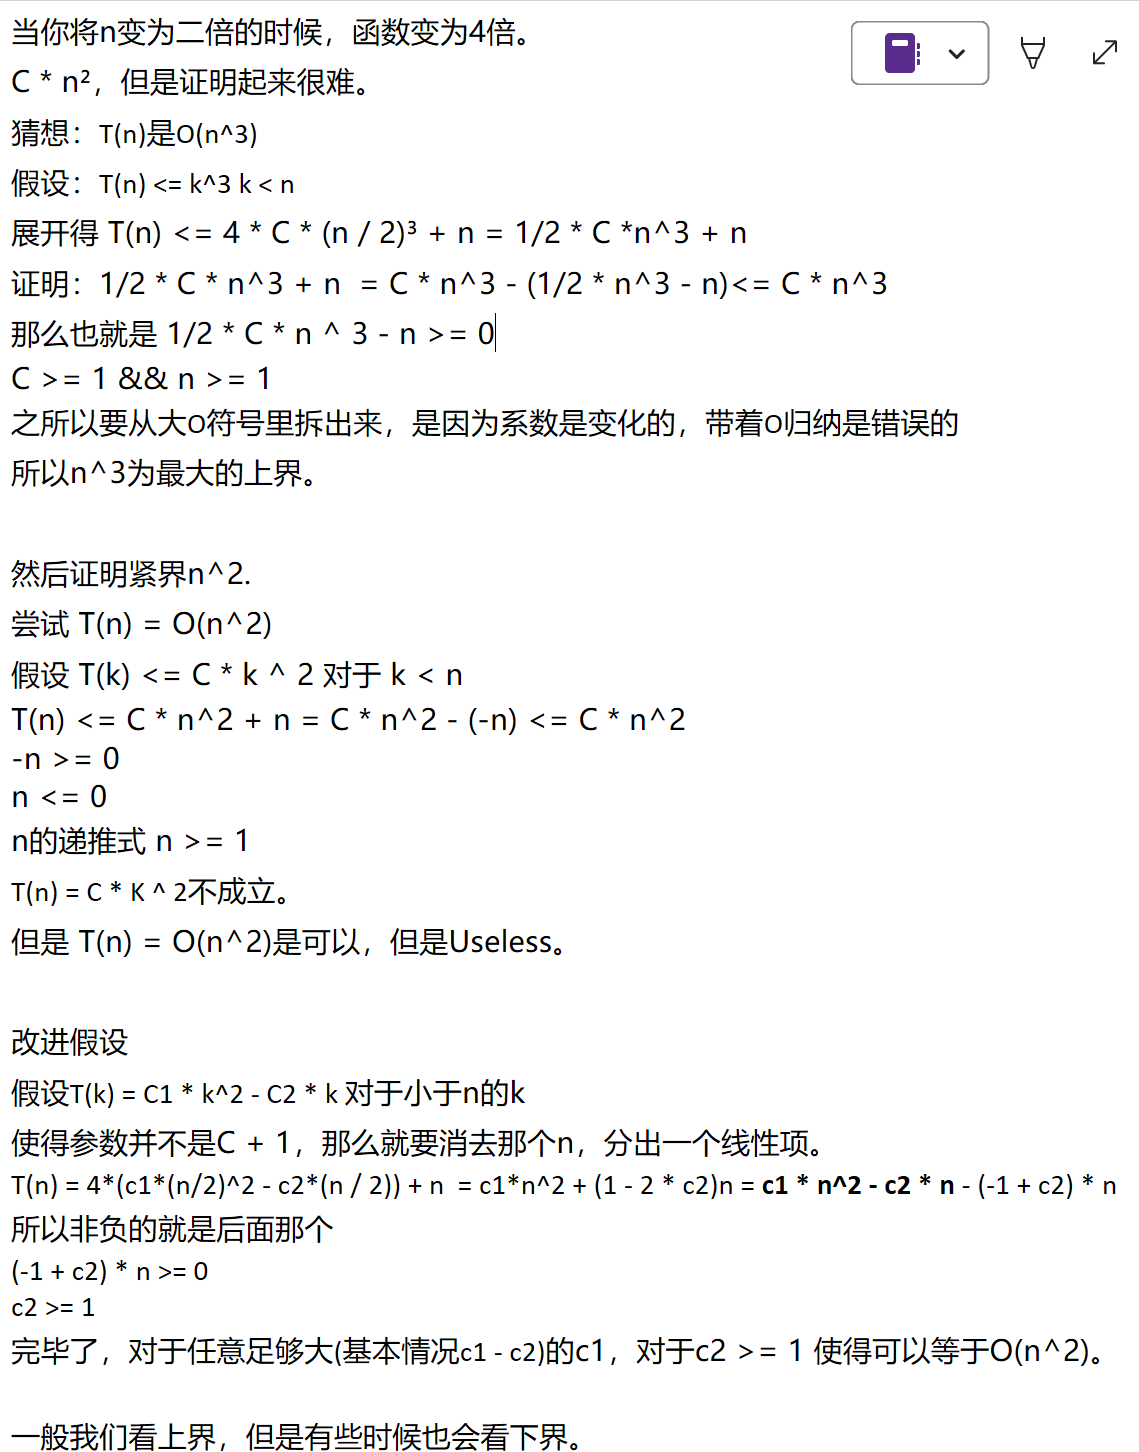 当你将n变为二倍的时候，函数变为4倍。
C * n²，但是证明起来很难。
猜想：T(n)是O(n^3)
假设：T(n) <= k^3 k < n
展开得 T(n) <= 4 * C * (n / 2)³ + n = 1/2 * C *n^3 + n
证明：1/2 * C * n^3 + n  = C * n^3 - (1/2 * n^3 - n)<= C * n^3
那么也就是 1/2 * C * n ^ 3 - n >= 0
C >= 1 && n >= 1
之所以要从大O符号里拆出来，是因为系数是变化的，带着O归纳是错误的
所以n^3为最大的上界。
然后证明紧界n^2.
尝试 T(n) = O(n^2)
假设 T(k) <= C * k ^ 2 对于 k < n
T(n) <= C * n^2 + n = C * n^2 - (-n) <= C * n^2
-n >= 0
n <= 0
n的递推式 n >= 1
T(n) = C * K ^ 2不成立。
但是 T(n) = O(n^2)是可以，但是Useless。
改进假设
假设T(k) = C1 * k^2 - C2 * k 对于小于n的k
使得参数并不是C + 1，那么就要消去那个n，分出一个线性项。
T(n) = 4*(c1*(n/2)^2 - c2*(n / 2)) + n  = c1*n^2 + (1 - 2 * c2)n = c1 * n^2 - c2 * n - (-1 + c2) * n
所以非负的就是后面那个
(-1 + c2) * n >= 0
c2 >= 1
完毕了，对于任意足够大(基本情况c1 - c2)的c1，对于c2 >= 1 使得可以等于O(n^2)。
一般我们看上界，但是有些时候也会看下界。